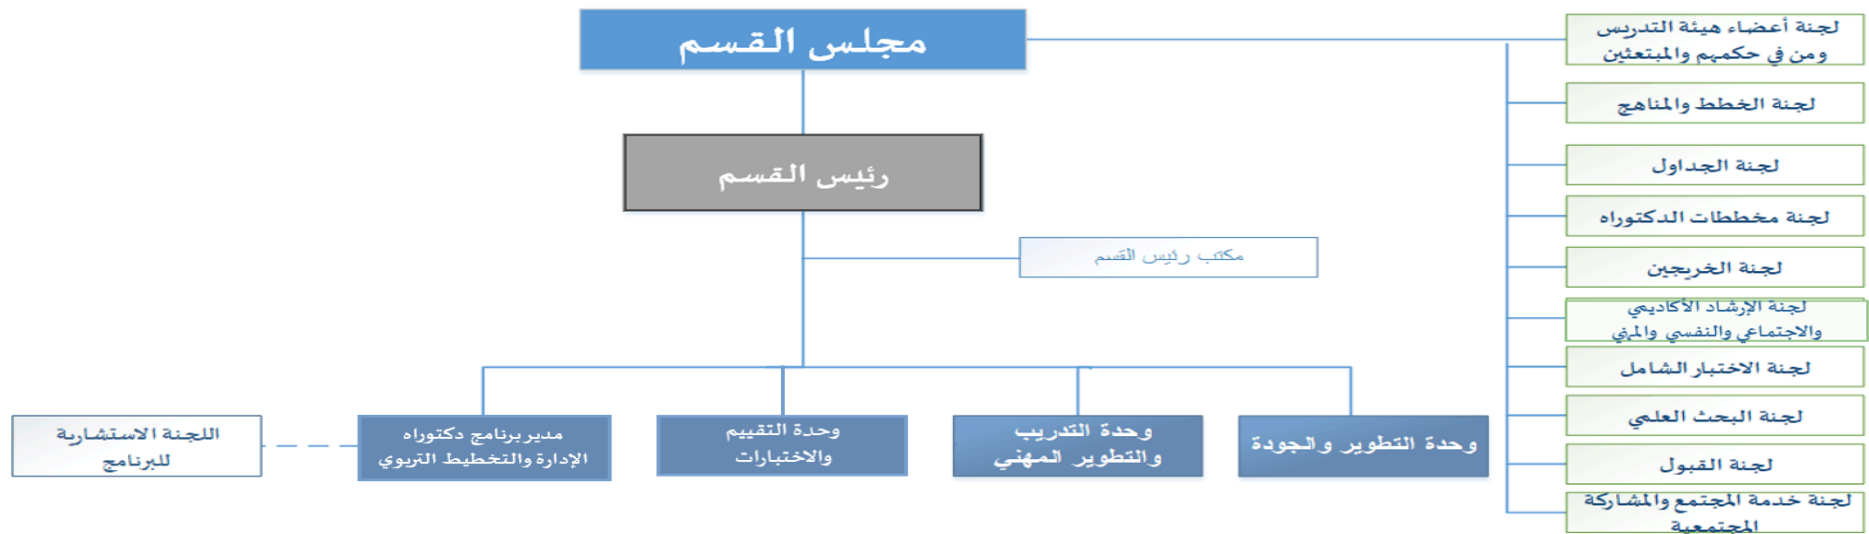 مجلس القسم
رئيس القسم
مكتب رئيس القسم
وحدة التطوير والجودة
وحدة التدريب
والتطوير المهني
وحدة التقييم
والاختبارات
مدير برنامج دكتوراه
الإدارة والتخطيط التربوي
اللجنة الاستشارية
للبرنامج
لجنة أعضاء هيئة التدريس
ومن في حكمهم والمبتعثين
لجنة الخطط والمناهج
لجنة الجداول
لجنة مخططات الدكتوراه
لجنة الخريجين
لجنة الإرشاد الأكاديمي
والاجتماعي والنفسي والمهني
لجنة الاختبار الشامل
لجنة البحث العلمي
لجنة القبول
لجنة خدمة المجتمع والمشاركة
المجتمعية